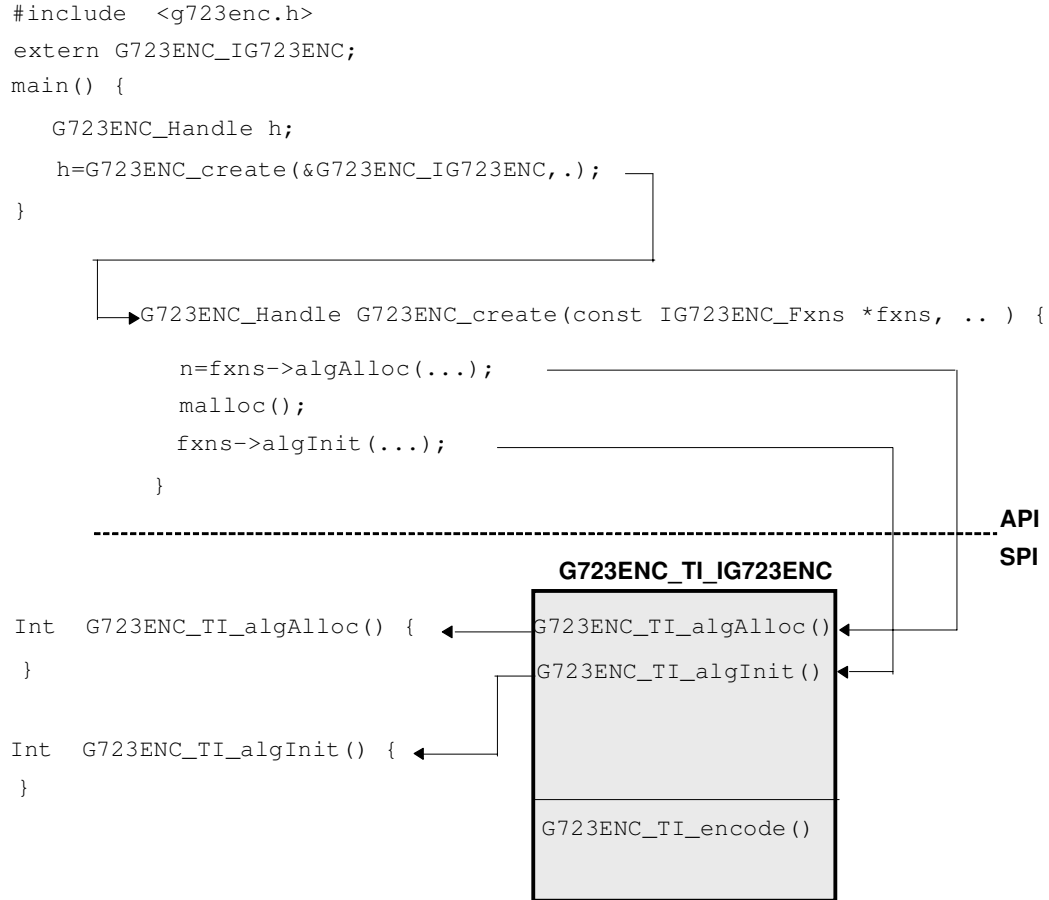 #include <g723enc.h>
extern G723ENC_IG723ENC;
main() {
G723ENC_Handle h;
h=G723ENC_create(&G723ENC_IG723ENC,.);
}
G723ENC_Handle G723ENC_create(const IG723ENC_Fxns *fxns, .. ) {
n=fxns->algAlloc(...);
malloc();
fxns->algInit(...);
}
API
SPI
G723ENC_TI_IG723ENC
Int G723ENC_TI_algAlloc() {
G723ENC_TI_algAlloc()
}
G723ENC_TI_algInit()
Int G723ENC_TI_algInit() {
}
G723ENC_TI_encode()